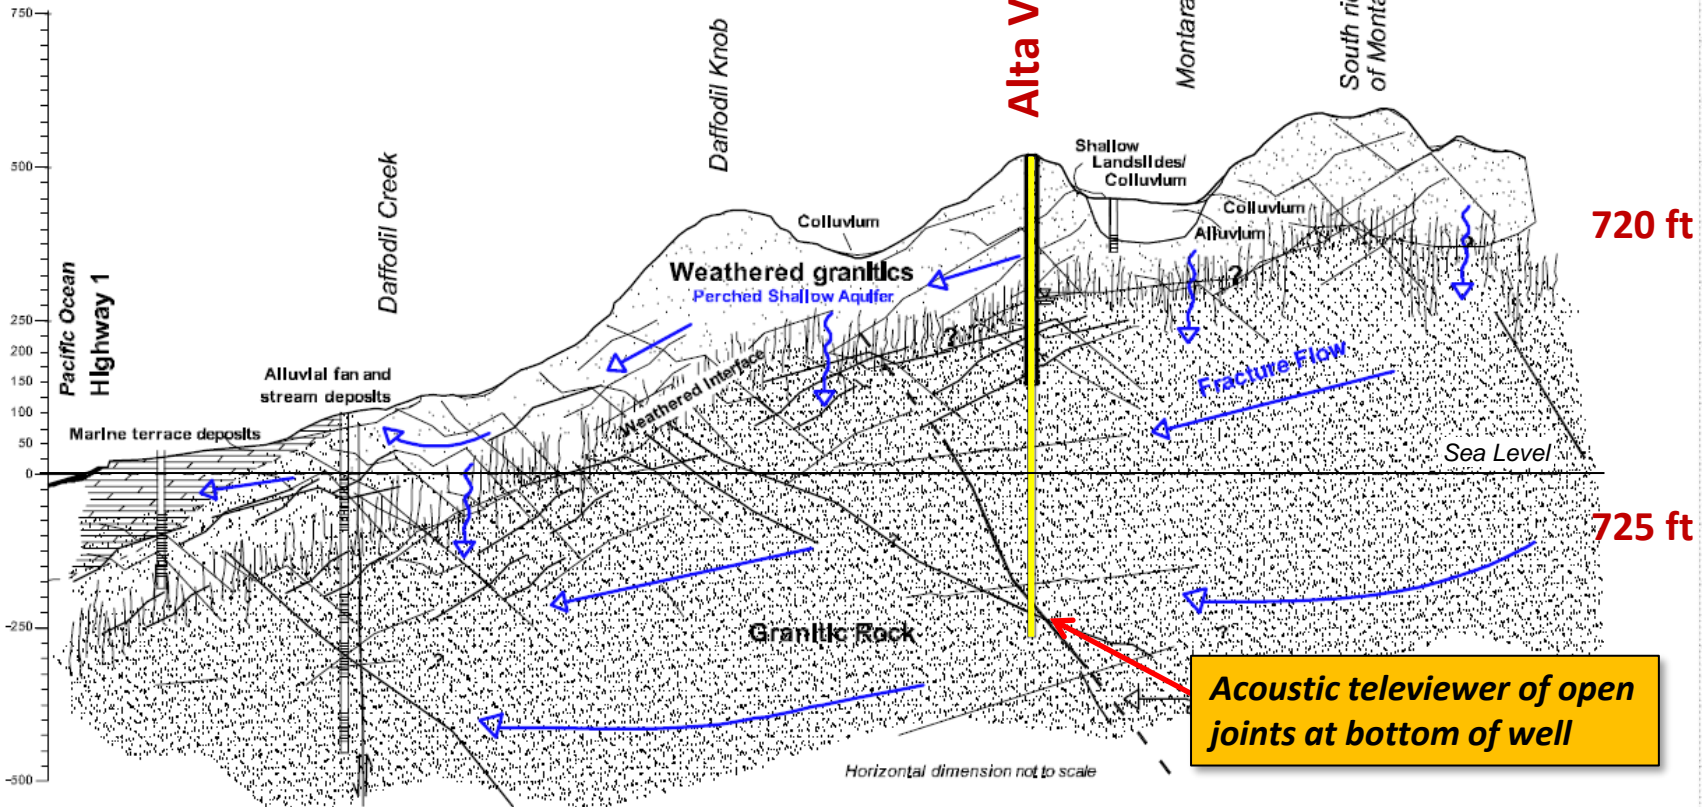 750
500
250
200
150
100
50
0
-250
-500
Pacific Ocean
Highway 1
Daffodil Creek
Daffodil Knob
Alta V
Montara
South ri
of Monta
Shallow
Landslides/
Colluvium
Colluvium
Colluvium
Alluvium
720 ft
Weathered granitics
Perched Shallow Aquifer
?
?
?
Weathered Interface
Fracture Flow
Alluvial fan and
stream deposits
Marine terrace deposits
Sea Level
725 ft
?
?
?
Granitic Rock
Acoustic televiewer of open
joints at bottom of well
Horizontal dimension not to scale